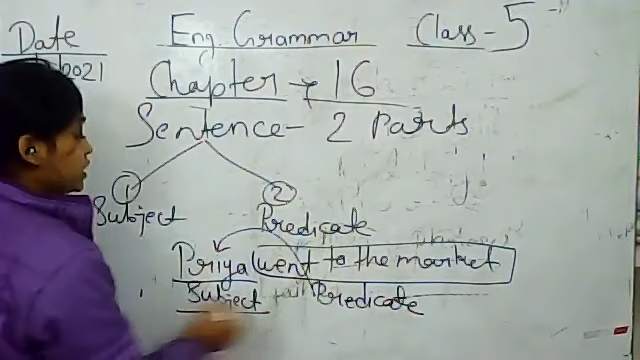 Date Eng. Grammar Class-5
2021
Chapter - 16
Sentence - 2 Parts
1 2
Subject Predicate
Priya went to the market
Subject Predicate